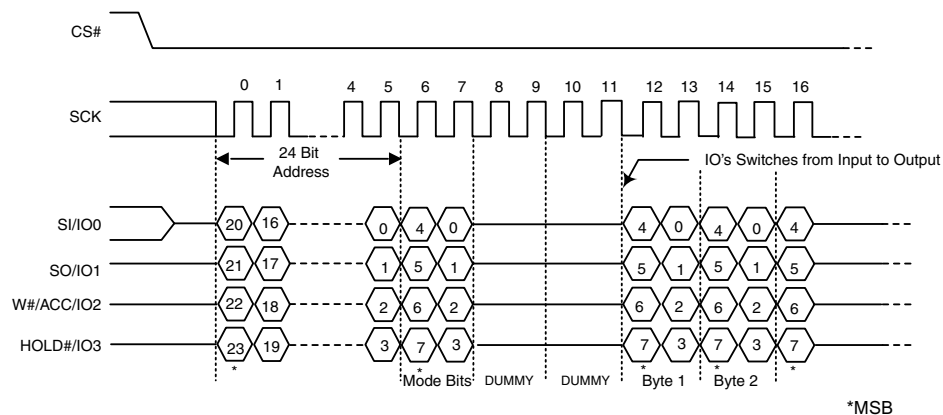 CS#
0 1 4 5 6 7 8 9 10 11 12 13 14 15 16
SCK
24 Bit
Address
IO's Switches from Input to Output
SI/IO0 20 16 0 4 0 4 0 4 0 4
SO/IO1 21 17 1 5 1 5 1 5 1 5
W#/ACC/IO2 22 18 2 6 2 6 2 6 2 6
HOLD#/IO3 23 19 3 7 3 7 3 7 3 7
* * * * *
Mode Bits DUMMY DUMMY Byte 1 Byte 2
*MSB